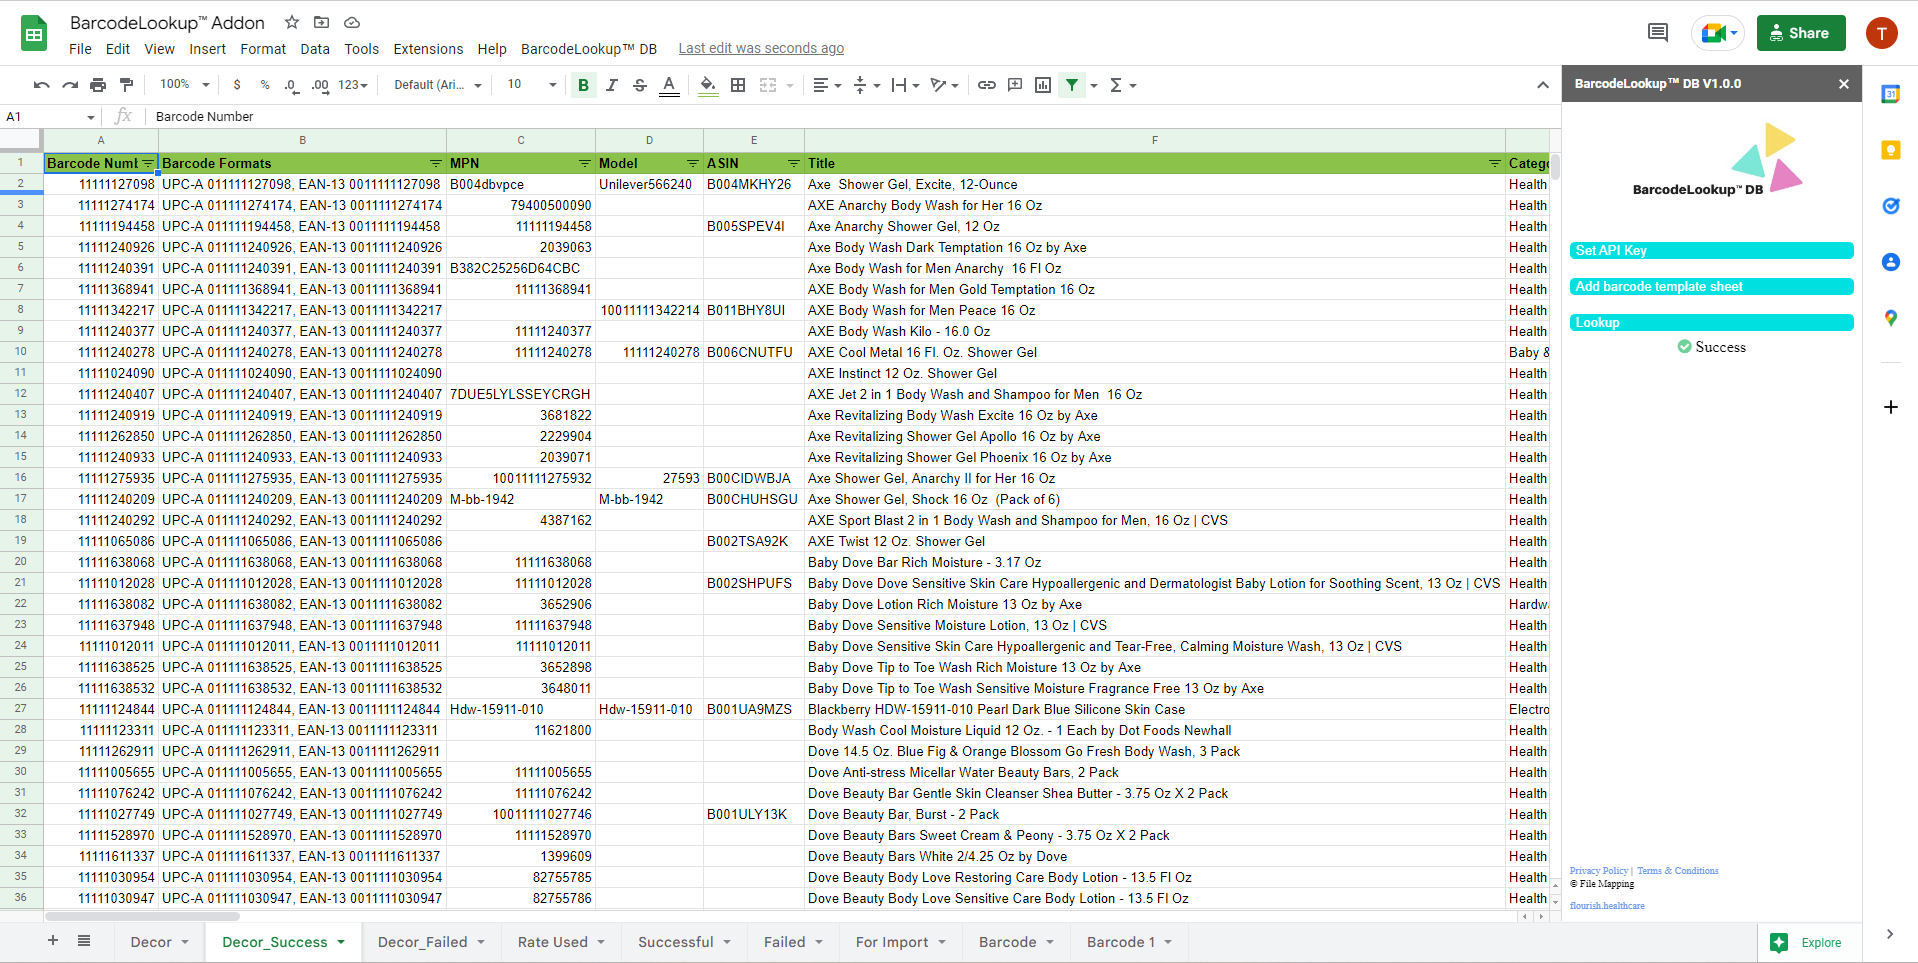 BarcodeLookup™ Addon
File Edit View Insert Format Data Tools Extensions Help BarcodeLookup™ DB Last edit was seconds ago
Share
T
100% $ % .0 .00 123 Default (Ari... 10 B I S A
BarcodeLookup™ DB V1.0.0
A1 fx Barcode Number
A B C D E F
1 Barcode Numb Barcode Formats MPN Model ASIN Title Catego
2 11111127098 UPC-A 011111127098, EAN-13 0011111127098 B004dbvpce Unilever566240 B004MKHY26 Axe  Shower Gel, Excite, 12-Ounce Health
3 11111274174 UPC-A 011111274174, EAN-13 0011111274174 79400500090 AXE Anarchy Body Wash for Her 16 Oz Health
4 11111194458 UPC-A 011111194458, EAN-13 0011111194458 11111194458 B005SPEV4I Axe Anarchy Shower Gel, 12 Oz Health
5 11111240926 UPC-A 011111240926, EAN-13 0011111240926 2039063 Axe Body Wash Dark Temptation 16 Oz by Axe Health
6 11111240391 UPC-A 011111240391, EAN-13 0011111240391 B382C25256D64CBC Axe Body Wash for Men Anarchy  16 Fl Oz Health
7 11111368941 UPC-A 011111368941, EAN-13 0011111368941 11111368941 AXE Body Wash for Men Gold Temptation 16 Oz Health
8 11111342217 UPC-A 011111342217, EAN-13 0011111342217 10011111342214 B011BHY8UI AXE Body Wash for Men Peace 16 Oz Health
9 11111240377 UPC-A 011111240377, EAN-13 0011111240377 11111240377 AXE Body Wash Kilo - 16.0 Oz Health
10 11111240278 UPC-A 011111240278, EAN-13 0011111240278 11111240278 11111240278 B006CNUTFU AXE Cool Metal 16 Fl. Oz. Shower Gel Baby &
11 11111024090 UPC-A 011111024090, EAN-13 0011111024090 AXE Instinct 12 Oz. Shower Gel Health
12 11111240407 UPC-A 011111240407, EAN-13 0011111240407 7DUE5LYLSSEYCRGH AXE Jet 2 in 1 Body Wash and Shampoo for Men  16 Oz Health
13 11111240919 UPC-A 011111240919, EAN-13 0011111240919 3681822 Axe Revitalizing Body Wash Excite 16 Oz by Axe Health
14 11111262850 UPC-A 011111262850, EAN-13 0011111262850 2229904 Axe Revitalizing Shower Gel Apollo 16 Oz by Axe Health
15 11111240933 UPC-A 011111240933, EAN-13 0011111240933 2039071 Axe Revitalizing Shower Gel Phoenix 16 Oz by Axe Health
16 11111275935 UPC-A 011111275935, EAN-13 0011111275935 10011111275932 27593 B00CIDWBJA Axe Shower Gel, Anarchy II for Her 16 Oz Health
17 11111240209 UPC-A 011111240209, EAN-13 0011111240209 M-bb-1942 M-bb-1942 B00CHUHSGU Axe Shower Gel, Shock 16 Oz  (Pack of 6) Health
18 11111240292 UPC-A 011111240292, EAN-13 0011111240292 4387162 AXE Sport Blast 2 in 1 Body Wash and Shampoo for Men, 16 Oz | CVS Health
19 11111065086 UPC-A 011111065086, EAN-13 0011111065086 B002TSA92K AXE Twist 12 Oz. Shower Gel Health
20 11111638068 UPC-A 011111638068, EAN-13 0011111638068 11111638068 Baby Dove Bar Rich Moisture - 3.17 Oz Health
21 11111012028 UPC-A 011111012028, EAN-13 0011111012028 11111012028 B002SHPUFS Baby Dove Dove Sensitive Skin Care Hypoallergenic and Dermatologist Baby Lotion for Soothing Scent, 13 Oz | CVS Health
22 11111638082 UPC-A 011111638082, EAN-13 0011111638082 3652906 Baby Dove Lotion Rich Moisture 13 Oz by Axe Hardwa
23 11111637948 UPC-A 011111637948, EAN-13 0011111637948 11111637948 Baby Dove Sensitive Moisture Lotion, 13 Oz | CVS Health
24 11111012011 UPC-A 011111012011, EAN-13 0011111012011 11111012011 Baby Dove Sensitive Skin Care Hypoallergenic and Tear-Free, Calming Moisture Wash, 13 Oz | CVS Health
25 11111638525 UPC-A 011111638525, EAN-13 0011111638525 3652898 Baby Dove Tip to Toe Wash Rich Moisture 13 Oz by Axe Health
26 11111638532 UPC-A 011111638532, EAN-13 0011111638532 3648011 Baby Dove Tip to Toe Wash Sensitive Moisture Fragrance Free 13 Oz by Axe Health
27 11111124844 UPC-A 011111124844, EAN-13 0011111124844 Hdw-15911-010 Hdw-15911-010 B001UA9MZS Blackberry HDW-15911-010 Pearl Dark Blue Silicone Skin Case Electro
28 11111123311 UPC-A 011111123311, EAN-13 0011111123311 11621800 Body Wash Cool Moisture Liquid 12 Oz. - 1 Each by Dot Foods Newhall Health
29 11111262911 UPC-A 011111262911, EAN-13 0011111262911 Dove 14.5 Oz. Blue Fig & Orange Blossom Go Fresh Body Wash, 3 Pack Health
30 11111005655 UPC-A 011111005655, EAN-13 0011111005655 11111005655 Dove Anti-stress Micellar Water Beauty Bars, 2 Pack Health
31 11111076242 UPC-A 011111076242, EAN-13 0011111076242 11111076242 Dove Beauty Bar Gentle Skin Cleanser Shea Butter - 3.75 Oz X 2 Pack Health
32 11111027749 UPC-A 011111027749, EAN-13 0011111027749 10011111027746 B001ULY13K Dove Beauty Bar, Burst - 2 Pack Health
33 11111528970 UPC-A 011111528970, EAN-13 0011111528970 11111528970 Dove Beauty Bars Sweet Cream & Peony - 3.75 Oz X 2 Pack Health
34 11111611337 UPC-A 011111611337, EAN-13 0011111611337 1399609 Dove Beauty Bars White 2/4.25 Oz by Dove Health
35 11111030954 UPC-A 011111030954, EAN-13 0011111030954 82755785 Dove Beauty Body Love Restoring Care Body Lotion - 13.5 Fl Oz Health
36 11111030947 UPC-A 011111030947, EAN-13 0011111030947 82755786 Dove Beauty Body Love Sensitive Care Body Lotion - 13.5 Fl Oz Health
BarcodeLookup™ DB
Set API Key
Add barcode template sheet
Lookup
Success
Privacy Policy | Terms & Conditions
© File Mapping
flourish.healthcare
31
Decor Decor_Success Decor_Failed Rate Used Successful Failed For Import Barcode Barcode 1 Explore